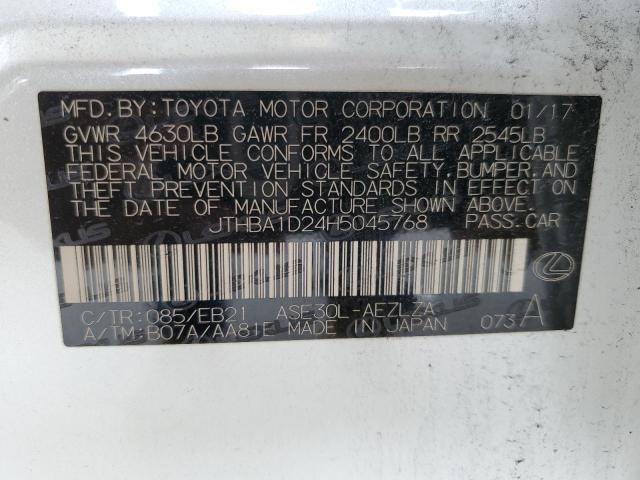 MFD.BY:TOYOTA MOTOR CORPORATION 01/17
GVWR 4630LB GAWR FR 2400LB RR 2545LB
THIS VEHICLE CONFORMS TO ALL APPLICABLE
FEDERAL MOTOR VEHICLE SAFETY,BUMPER,AND
THEFT PREVENTION STANDARDS IN EFFECT ON
THE DATE OF MANUFACTURE SHOWN ABOVE.
JTHBA1D24H5045768 PASS.CAR
C/TR:085/EB21 ASE30L-AEZLZA
A/TM:B07A/AA81E MADE IN JAPAN 073 A